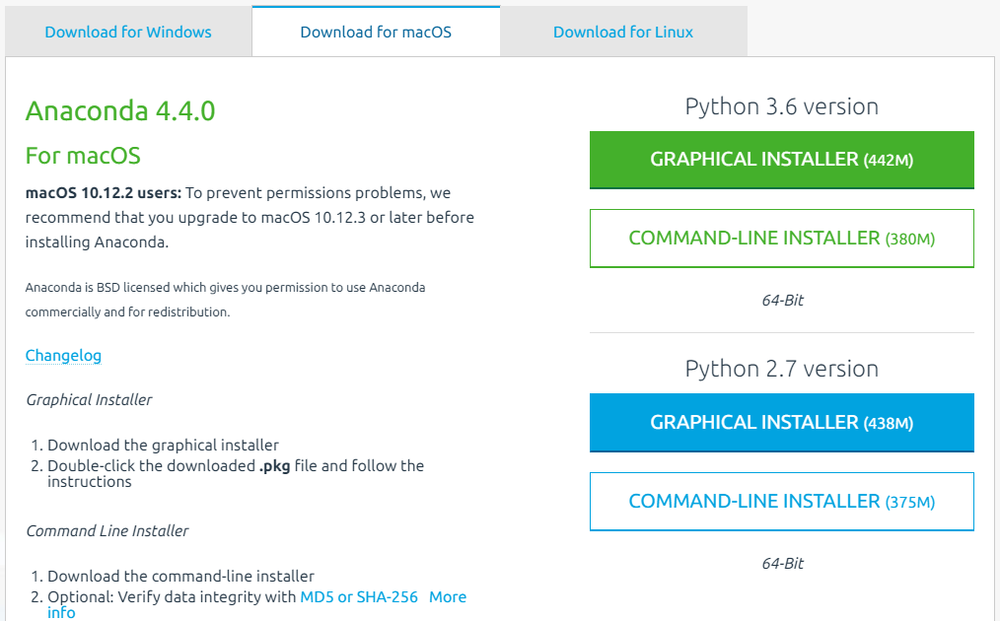 Download for Windows
Download for macOS
Download for Linux
Anaconda 4.4.0
For macOS
macOS 10.12.2 users: To prevent permissions problems, we
recommend that you upgrade to macOS 10.12.3 or later before
installing Anaconda.
Anaconda is BSD licensed which gives you permission to use Anaconda
commercially and for redistribution.
Changelog
Graphical Installer
1. Download the graphical installer
2. Double-click the downloaded .pkg file and follow the
instructions
Command Line Installer
1. Download the command-line installer
2. Optional: Verify data integrity with MD5 or SHA-256 More
info
Python 3.6 version
GRAPHICAL INSTALLER (442M)
COMMAND-LINE INSTALLER (380M)
64-Bit
Python 2.7 version
GRAPHICAL INSTALLER (438M)
COMMAND-LINE INSTALLER (375M)
64-Bit